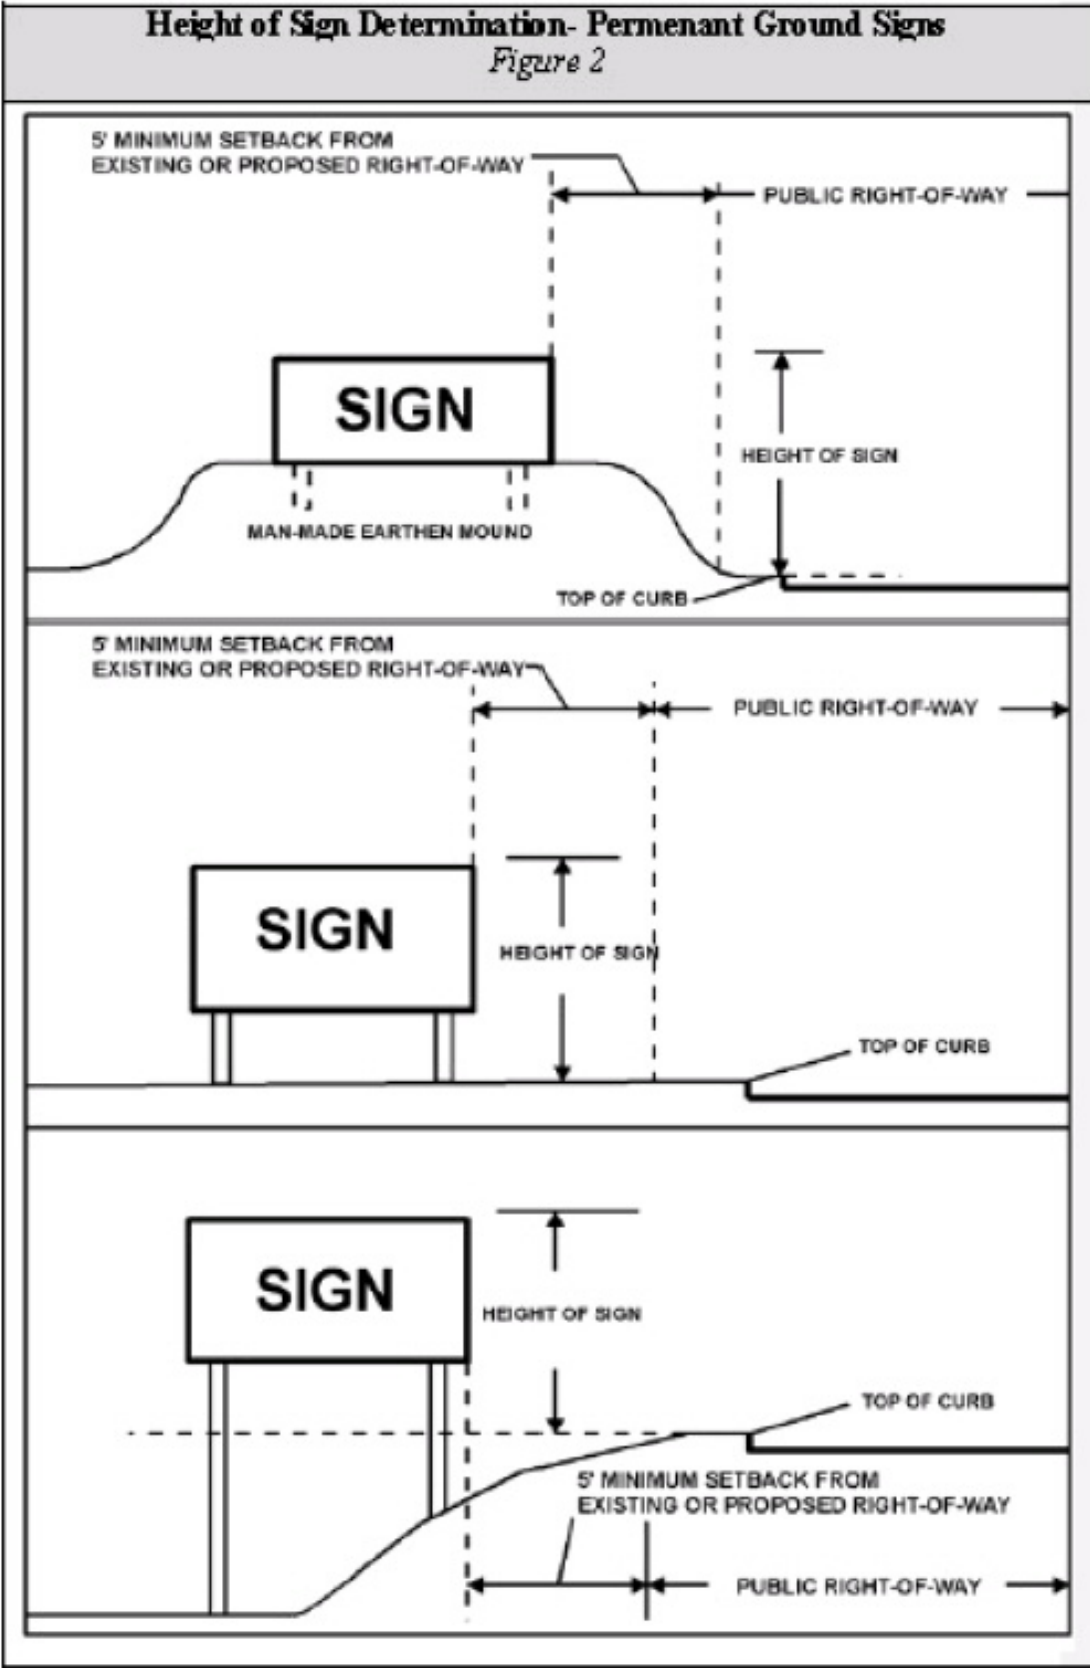 Height of Sign Determination- Permenant Ground Signs
Figure 2
5' MINIMUM SETBACK FROM
EXISTING OR PROPOSED RIGHT-OF-WAY
PUBLIC RIGHT-OF-WAY
SIGN
HEIGHT OF SIGN
MAN-MADE EARTHEN MOUND
TOP OF CURB
5' MINIMUM SETBACK FROM
EXISTING OR PROPOSED RIGHT-OF-WAY
PUBLIC RIGHT-OF-WAY
SIGN
HEIGHT OF SIGN
TOP OF CURB
SIGN
HEIGHT OF SIGN
TOP OF CURB
5' MINIMUM SETBACK FROM
EXISTING OR PROPOSED RIGHT-OF-WAY
PUBLIC RIGHT-OF-WAY